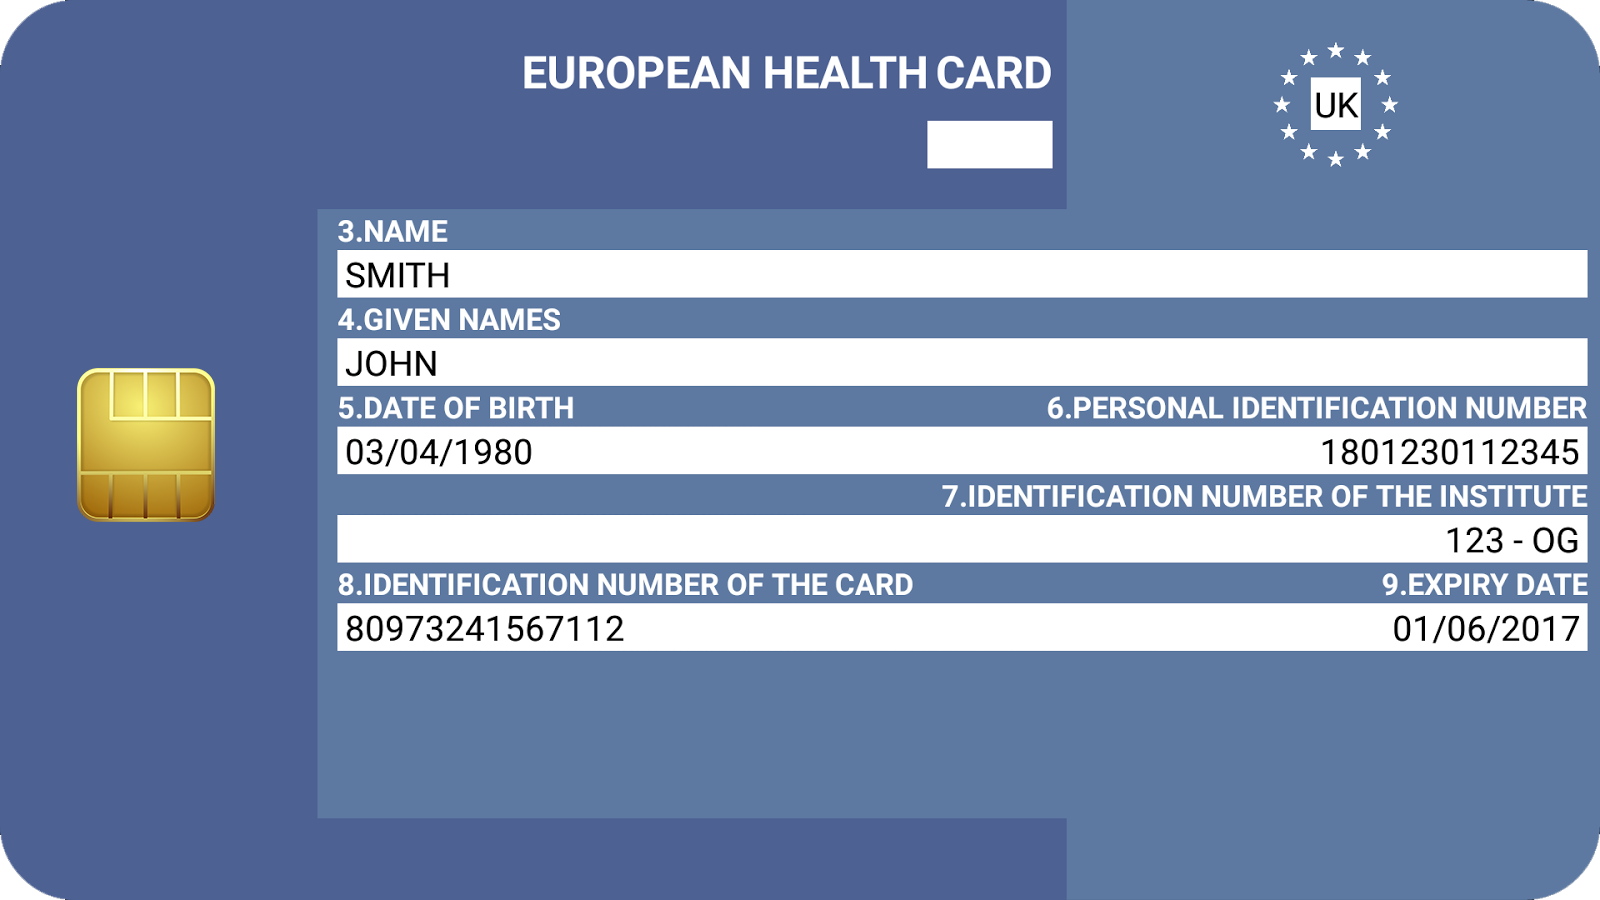 EUROPEAN HEALTH CARD
UK
3.NAME
SMITH
4.GIVEN NAMES
JOHN
5.DATE OF BIRTH 6.PERSONAL IDENTIFICATION NUMBER
03/04/1980 1801230112345
7.IDENTIFICATION NUMBER OF THE INSTITUTE
123 - OG
8.IDENTIFICATION NUMBER OF THE CARD 9.EXPIRY DATE
80973241567112 01/06/2017